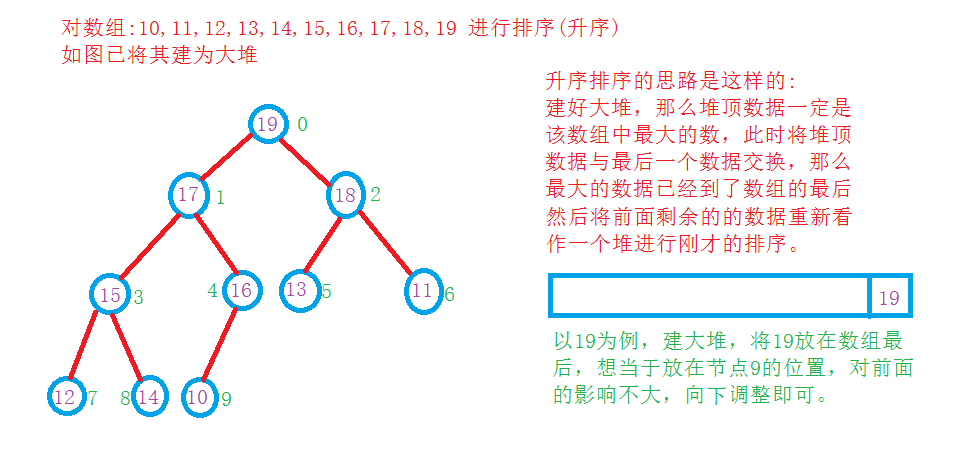 对数组:10,11,12,13,14,15,16,17,18,19 进行排序(升序)
如图已将其建为大堆
升序排序的思路是这样的:
建好大堆，那么堆顶数据一定是
该数组中最大的数，此时将堆顶
数据与最后一个数据交换，那么
最大的数据已经到了数组的最后
然后将前面剩余的的数据重新看
作一个堆进行刚才的排序。
19 0
17 1
18 2
15 3
4 16
13 5
11 6
12 7
8 14
10 9
19
以19为例，建大堆，将19放在数组最
后，想当于放在节点9的位置，对前面
的影响不大，向下调整即可。